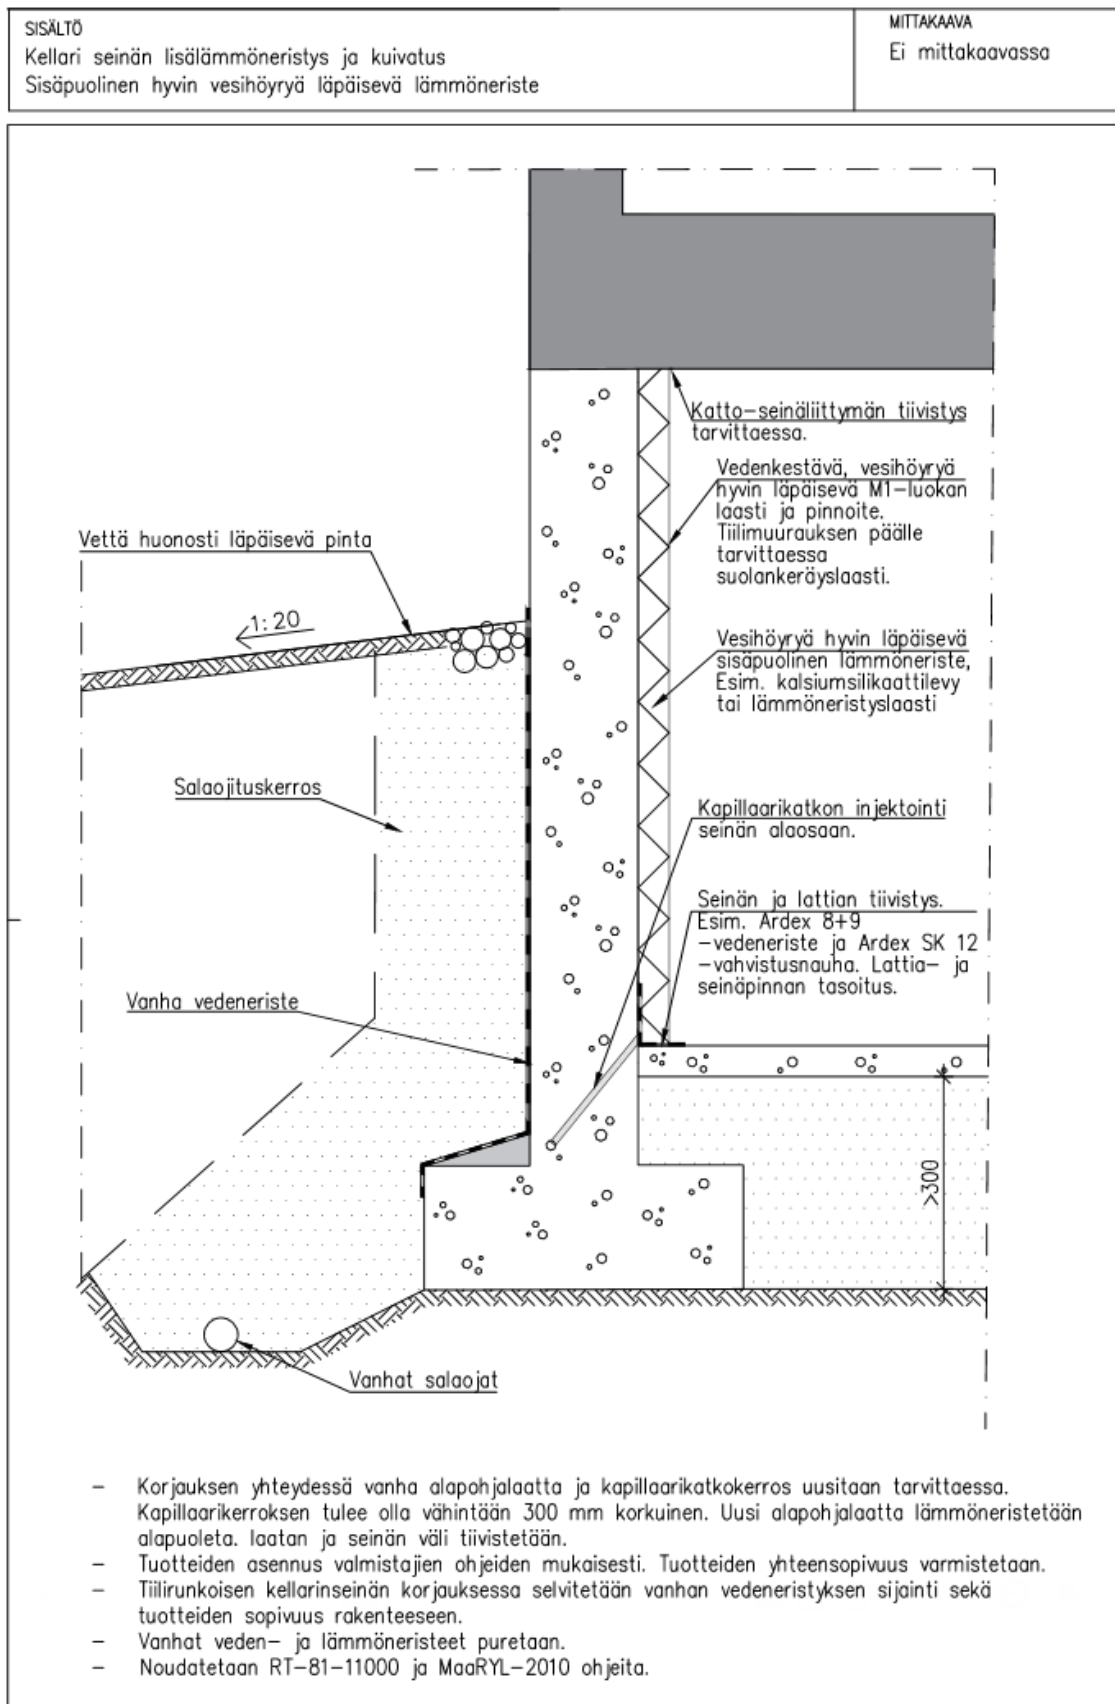 SISÄLTÖ
Kellari seinän lisälämmöneristys ja kuivatus
Sisäpuolinen hyvin vesihöyryä läpäisevä lämmöneriste
MITTAKAAVA
Ei mittakaavassa
Katto-seinäliittymän tiivistys
tarvittaessa.
Vedenkestävä, vesihöyryä
hyvin läpäisevä M1-luokan
laasti ja pinnoite.
Tiilimuurauksen päälle
tarvittaessa
suolankeräyslaasti.
Vettä huonosti läpäisevä pinta
1:20
Vesihöyryä hyvin läpäisevä
sisäpuolinen lämmöneriste,
Esim. kalsiumsilikaattilevy
tai lämmöneristyslaasti
Salaojituskerros
Kapillaarikatkon injektointi
seinän alaosaan.
Seinän ja lattian tiivistys.
Esim. Ardex 8+9
-vedeneriste ja Ardex SK 12
-vahvistusnauha. Lattia- ja
seinäpinnan tasoitus.
Vanha vedeneriste
>300
Vanhat salaojat
- Korjauksen yhteydessä vanha alapohjalaatta ja kapillaarikatkokerros uusitaan tarvittaessa.
Kapillaarikerroksen tulee olla vähintään 300 mm korkuinen. Uusi alapohjalaatta lämmöneristetään
alapuoleta. laatan ja seinän väli tiivistetään.
- Tuotteiden asennus valmistajien ohjeiden mukaisesti. Tuotteiden yhteensopivuus varmistetaan.
- Tiilirunkoisen kellarinseinän korjauksessa selvitetään vanhan vedeneristyksen sijainti sekä
tuotteiden sopivuus rakenteeseen.
- Vanhat veden- ja lämmöneristeet puretaan.
- Noudatetaan RT-81-11000 ja MaaRYL-2010 ohjeita.